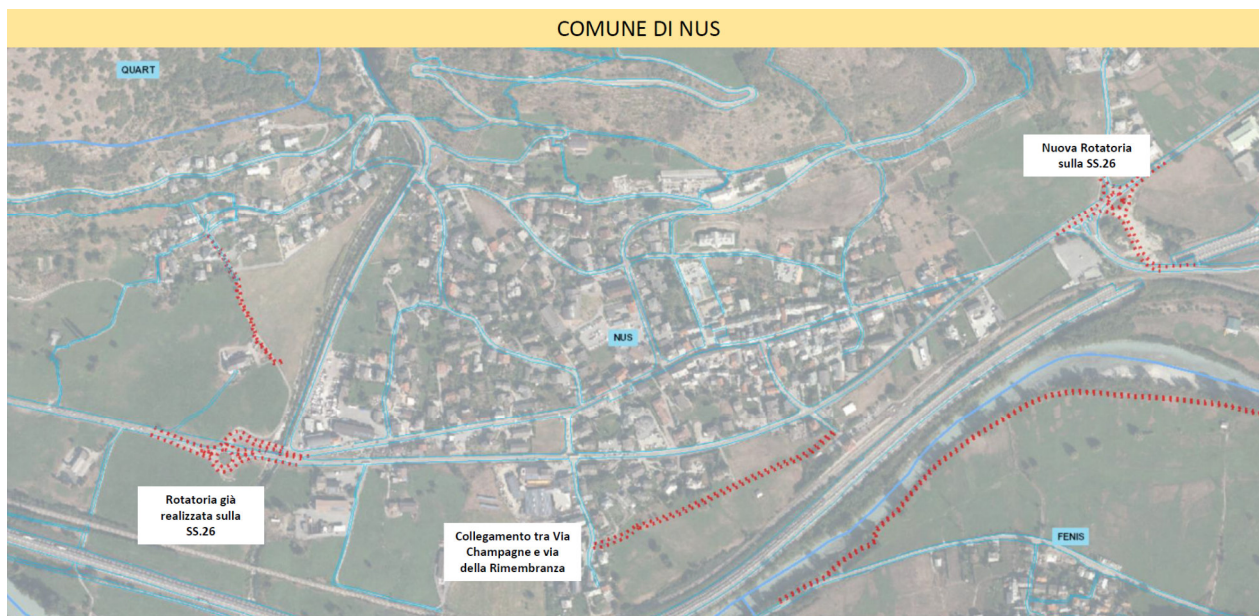 COMUNE DI NUS
QUART
Nuova Rotatoria
sulla SS.26
NUS
Rotatoria già
realizzata sulla
SS.26
Collegamento tra Via
Champagne e via
della Rimembranza
FENIS